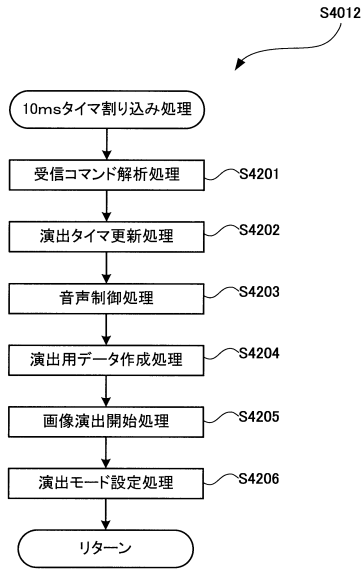 S4012
10msタイマ割り込み処理
受信コマンド解析処理
S4201
演出タイマ更新処理
S4202
音声制御処理
S4203
演出用データ作成処理
S4204
画像演出開始処理
S4205
演出モード設定処理
S4206
リターン